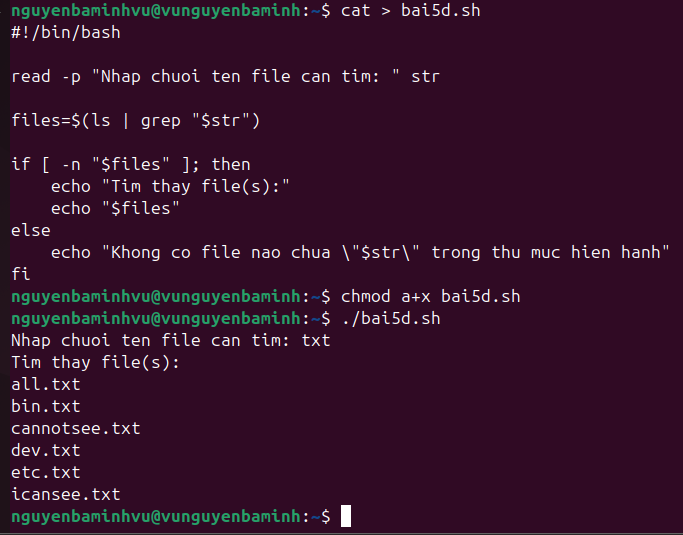 nguyenbaminhvu@vunguyenbaminh:~$ cat > bai5d.sh
#!/bin/bash

read -p "Nhap chuoi ten file can tim: " str

files=$(ls | grep "$str")

if [ -n "$files" ]; then
    echo "Tim thay file(s):"
    echo "$files"
else
    echo "Khong co file nao chua \"$str\" trong thu muc hien hanh"
fi
nguyenbaminhvu@vunguyenbaminh:~$ chmod a+x bai5d.sh
nguyenbaminhvu@vunguyenbaminh:~$ ./bai5d.sh
Nhap chuoi ten file can tim: txt
Tim thay file(s):
all.txt
bin.txt
cannotsee.txt
dev.txt
etc.txt
icansee.txt
nguyenbaminhvu@vunguyenbaminh:~$